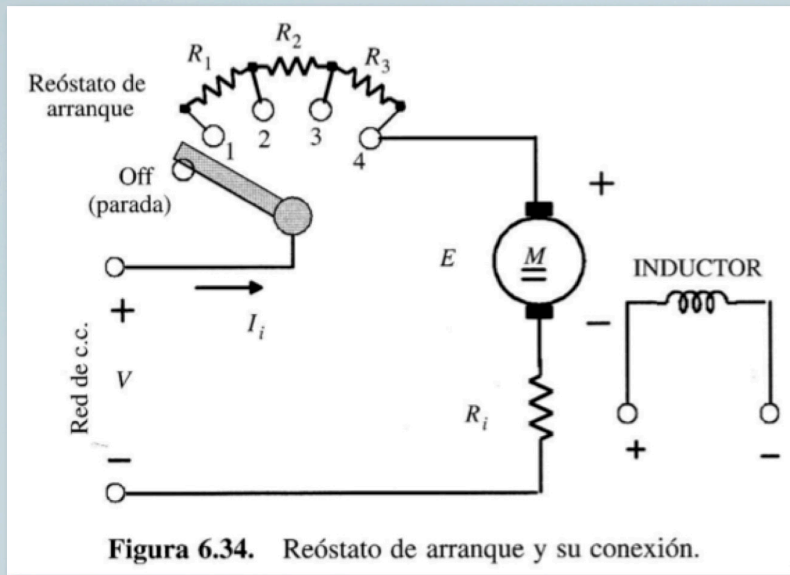 R1
R2
R3
Reóstato de
arranque
1
2
3
4
Off
(parada)
+
E
M
INDUCTOR
+
Ii
−
Red de c.c.
V
Ri
+
−
−
Figura 6.34. Reóstato de arranque y su conexión.